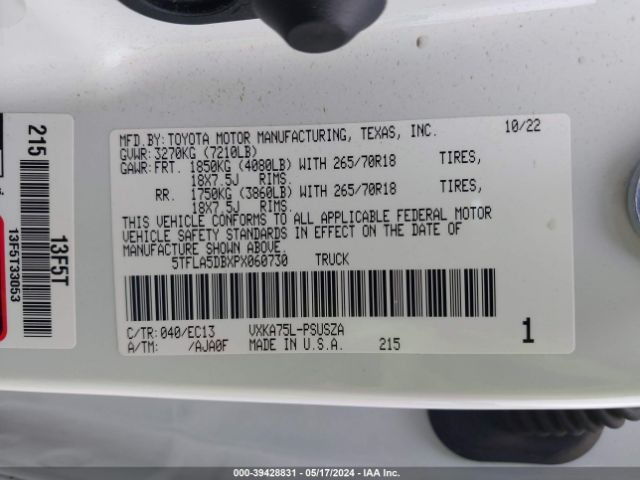 MFD.BY:TOYOTA MOTOR MANUFACTURING, TEXAS, INC. 10/22
GVWR:3270KG (7210LB)
GAWR:FRT. 1850KG (4080LB) WITH 265/70R18 TIRES,
18X7.5J RIMS.
RR. 1750KG (3860LB) WITH 265/70R18 TIRES,
18X7.5J RIMS.
THIS VEHICLE CONFORMS TO ALL APPLICABLE FEDERAL MOTOR
VEHICLE SAFETY STANDARDS IN EFFECT ON THE DATE OF
MANUFACTURE SHOWN ABOVE.
5TFLA5DBXPX060730 TRUCK
C/TR:040/EC13 VXKA75L-PSUSZA
A/TM: /AJA0F MADE IN U.S.A. 215
1
215
13F5T
13F5T33053
000-39428831 - 05/17/2024 - IAAI.COM